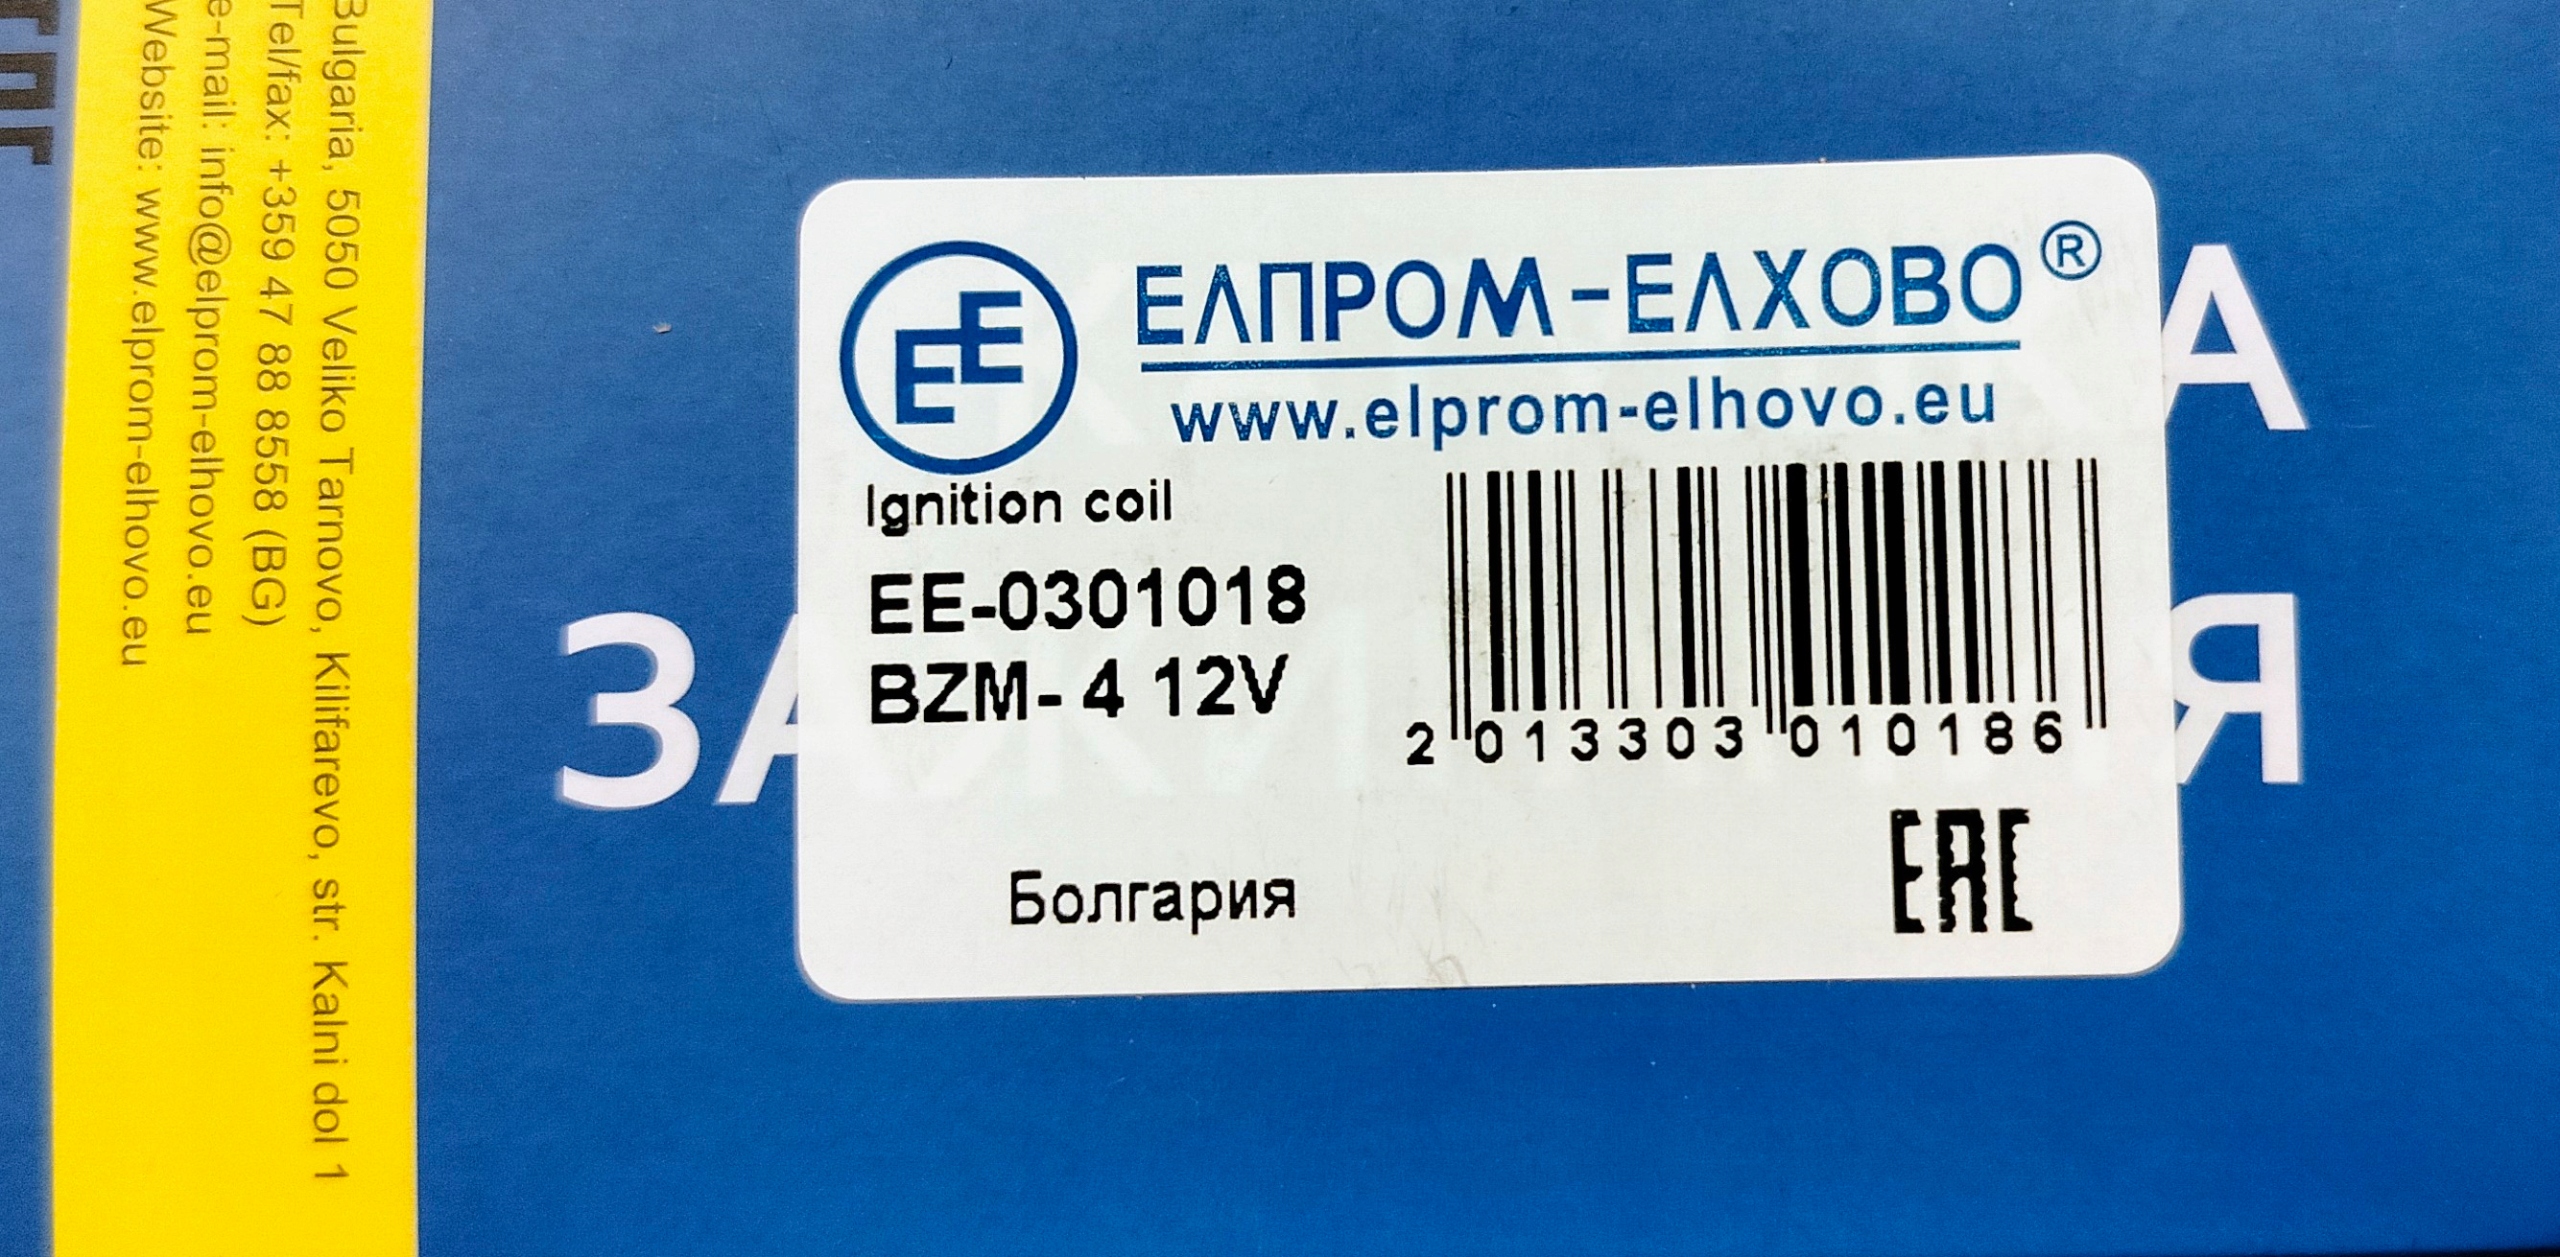 Bulgaria, 5050 Veliko Tarnovo, Kilifarevo, str. Kalni dol 1
Tel/fax: +359 47 88 8558 (BG)
e-mail: info@elprom-elhovo.eu
Website: www.elprom-elhovo.eu
EE
ЕЛПРОМ-ЕЛХОВО®
www.elprom-elhovo.eu
Ignition coil
EE-0301018
BZM- 4 12V
2 013303 010186
Болгария
EAC